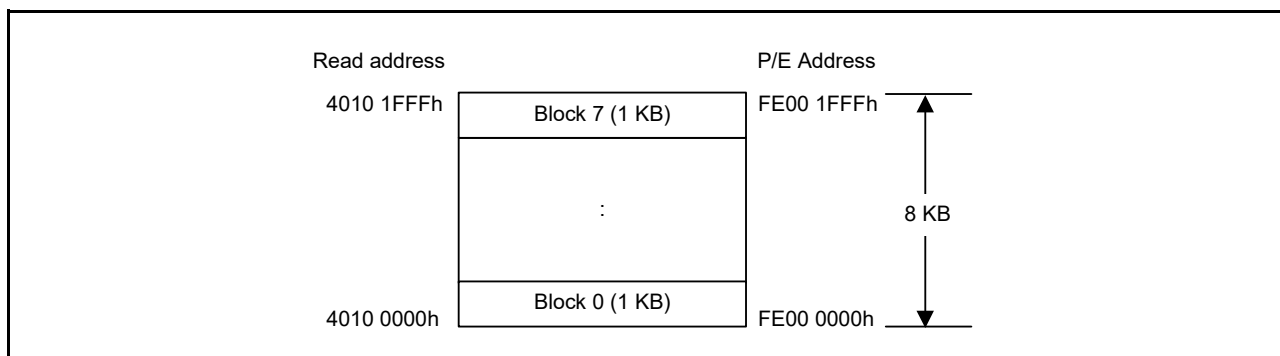 Read address P/E Address
4010 1FFFh Block 7 (1 KB) FE00 1FFFh
:
8 KB
Block 0 (1 KB)
4010 0000h FE00 0000h